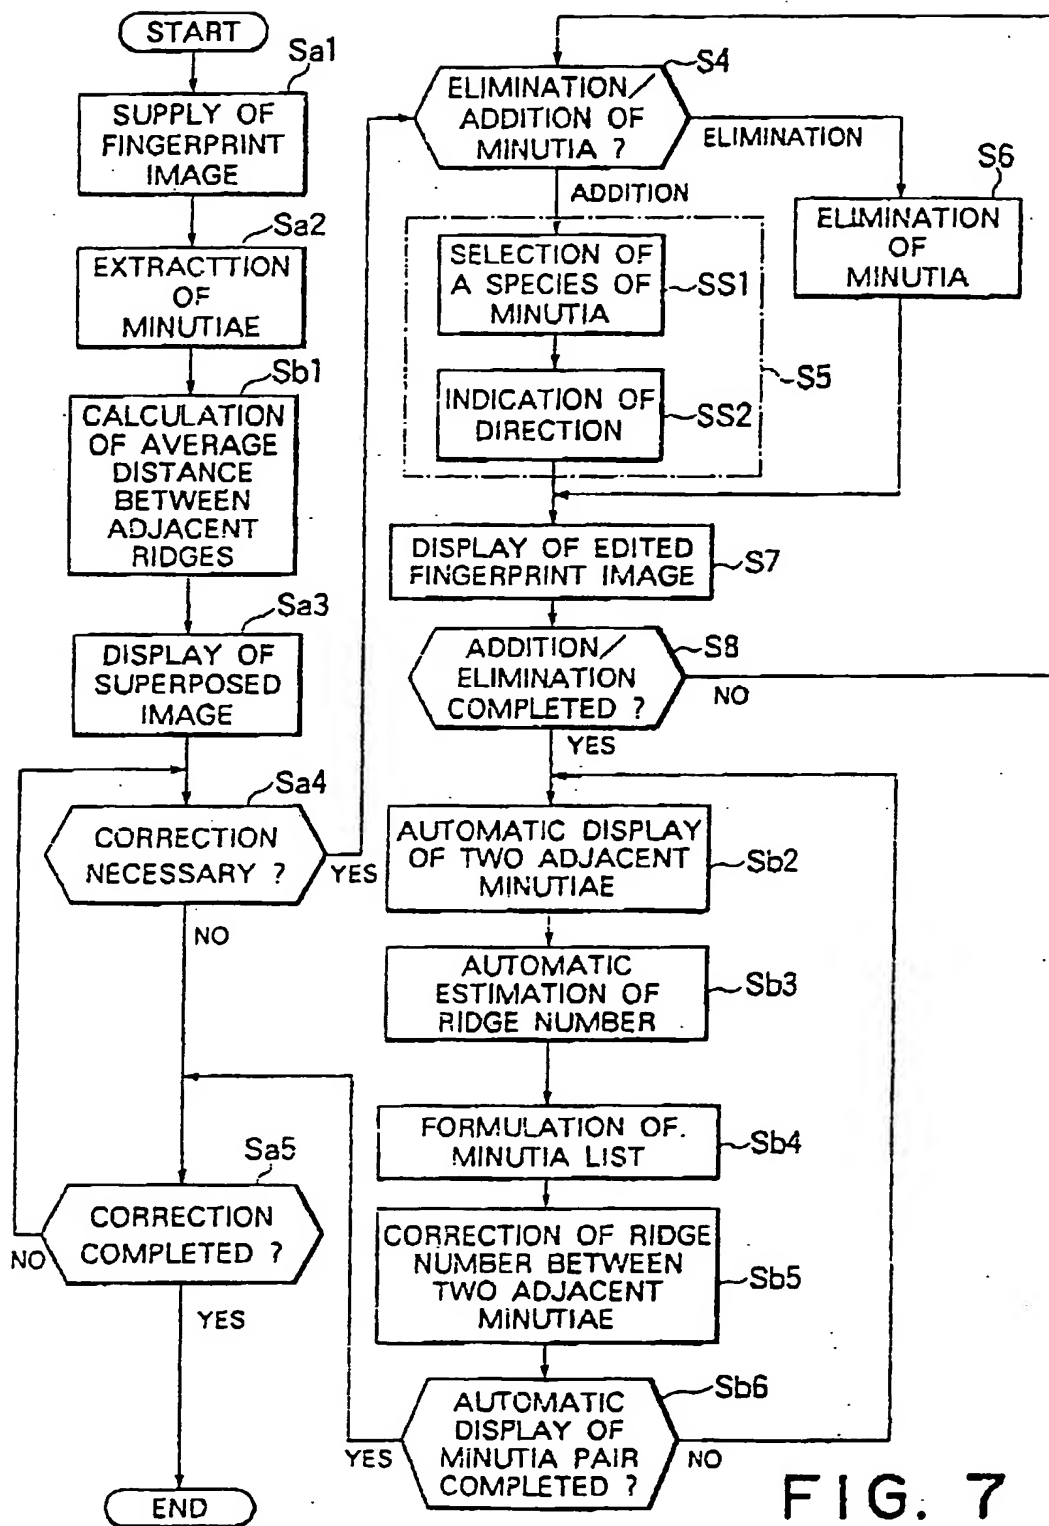 START
Sa1
SUPPLY OF
FINGERPRINT
IMAGE
Sa2
EXTRACTTION
OF
MINUTIAE
Sb1
CALCULATION
OF AVERAGE
DISTANCE
BETWEEN
ADJACENT
RIDGES
Sa3
DISPLAY OF
SUPERPOSED
IMAGE
Sa4
CORRECTION
NECESSARY ?
YES
NO
Sa5
CORRECTION
COMPLETED ?
NO
YES
END
S4
ELIMINATION/
ADDITION OF
MINUTIA ?
ELIMINATION
ADDITION
S6
ELIMINATION
OF
MINUTIA
SELECTION OF
A SPECIES OF
MINUTIA
SS1
S5
INDICATION OF
DIRECTION
SS2
DISPLAY OF EDITED
FINGERPRINT IMAGE
S7
ADDITION/
ELIMINATION
COMPLETED ?
S8
NO
YES
AUTOMATIC DISPLAY
OF TWO ADJACENT
MINUTIAE
Sb2
AUTOMATIC
ESTIMATION OF
RIDGE NUMBER
Sb3
FORMULATION OF.
MINUTIA LIST
Sb4
CORRECTION OF RIDGE
NUMBER BETWEEN
TWO ADJACENT
MINUTIAE
Sb5
Sb6
AUTOMATIC
DISPLAY OF
MINUTIA PAIR
COMPLETED ?
YES
NO
FIG. 7